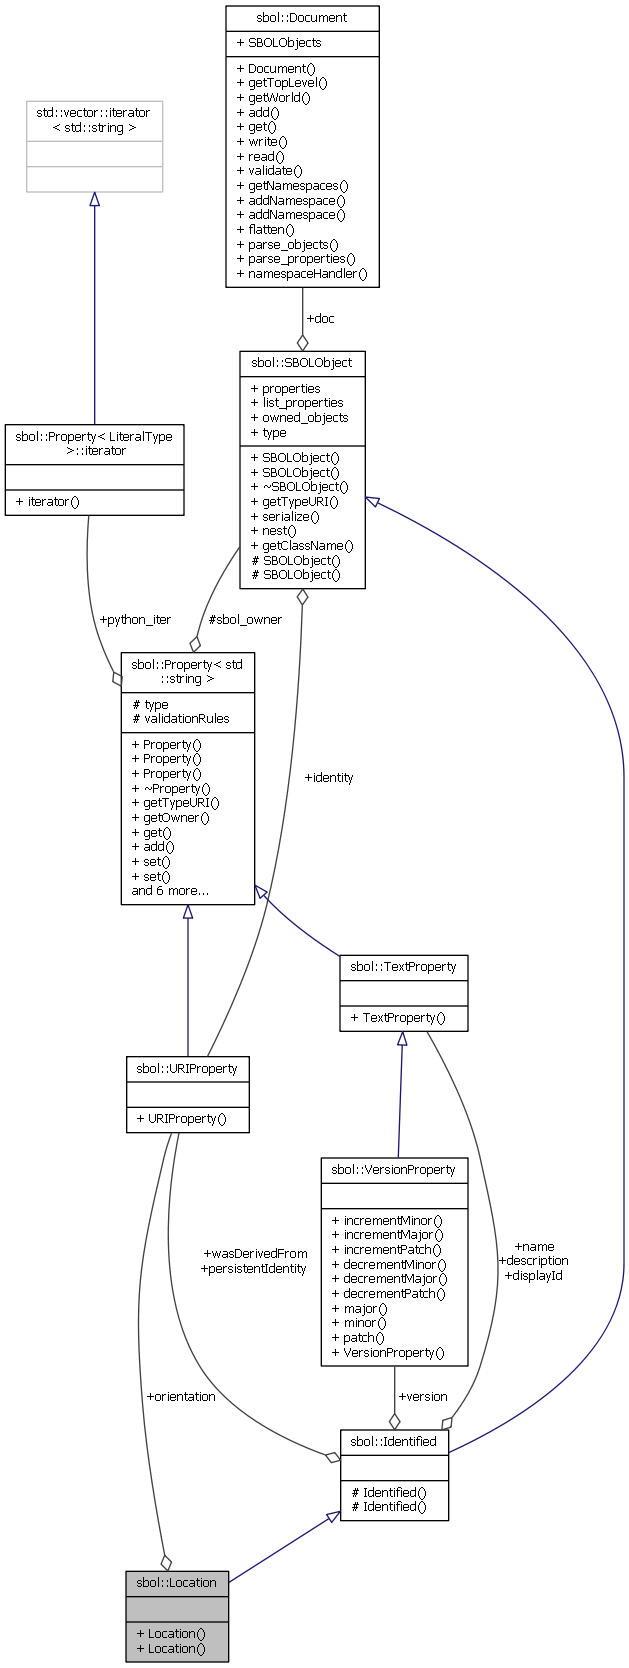 sbol::Document
+ SBOLObjects
+ Document()
+ getTopLevel()
+ getWorld()
+ add()
+ get()
+ write()
+ read()
+ validate()
+ getNamespaces()
+ addNamespace()
+ addNamespace()
+ flatten()
+ parse_objects()
+ parse_properties()
+ namespaceHandler()
std::vector::iterator
< std::string >
+doc
sbol::SBOLObject
+ properties
+ list_properties
+ owned_objects
+ type
+ SBOLObject()
+ SBOLObject()
+ ~SBOLObject()
+ getTypeURI()
+ serialize()
+ nest()
+ getClassName()
# SBOLObject()
# SBOLObject()
sbol::Property< LiteralType
>::iterator
+ iterator()
+python_iter
#sbol_owner
sbol::Property< std
::string >
# type
# validationRules
+ Property()
+ Property()
+ Property()
+ ~Property()
+ getTypeURI()
+ getOwner()
+ get()
+ add()
+ set()
+ set()
and 6 more...
+identity
sbol::TextProperty
+ TextProperty()
sbol::URIProperty
+ URIProperty()
sbol::VersionProperty
+ incrementMinor()
+ incrementMajor()
+ incrementPatch()
+ decrementMinor()
+ decrementMajor()
+ decrementPatch()
+ major()
+ minor()
+ patch()
+ VersionProperty()
+wasDerivedFrom
+persistentIdentity
+name
+description
+displayId
+orientation
+version
sbol::Identified
# Identified()
# Identified()
sbol::Location
+ Location()
+ Location()